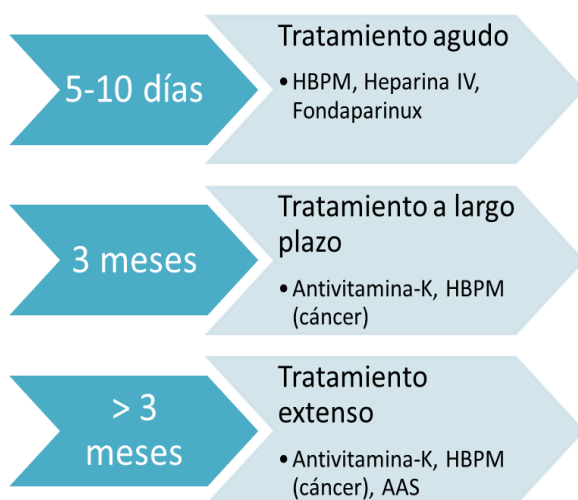 5-10 días
Tratamiento agudo
•HBPM, Heparina IV,
Fondaparinux
3 meses
Tratamiento a largo
plazo
•Antivitamina-K, HBPM
(cáncer)
> 3
meses
Tratamiento
extenso
•Antivitamina-K, HBPM
(cáncer), AAS